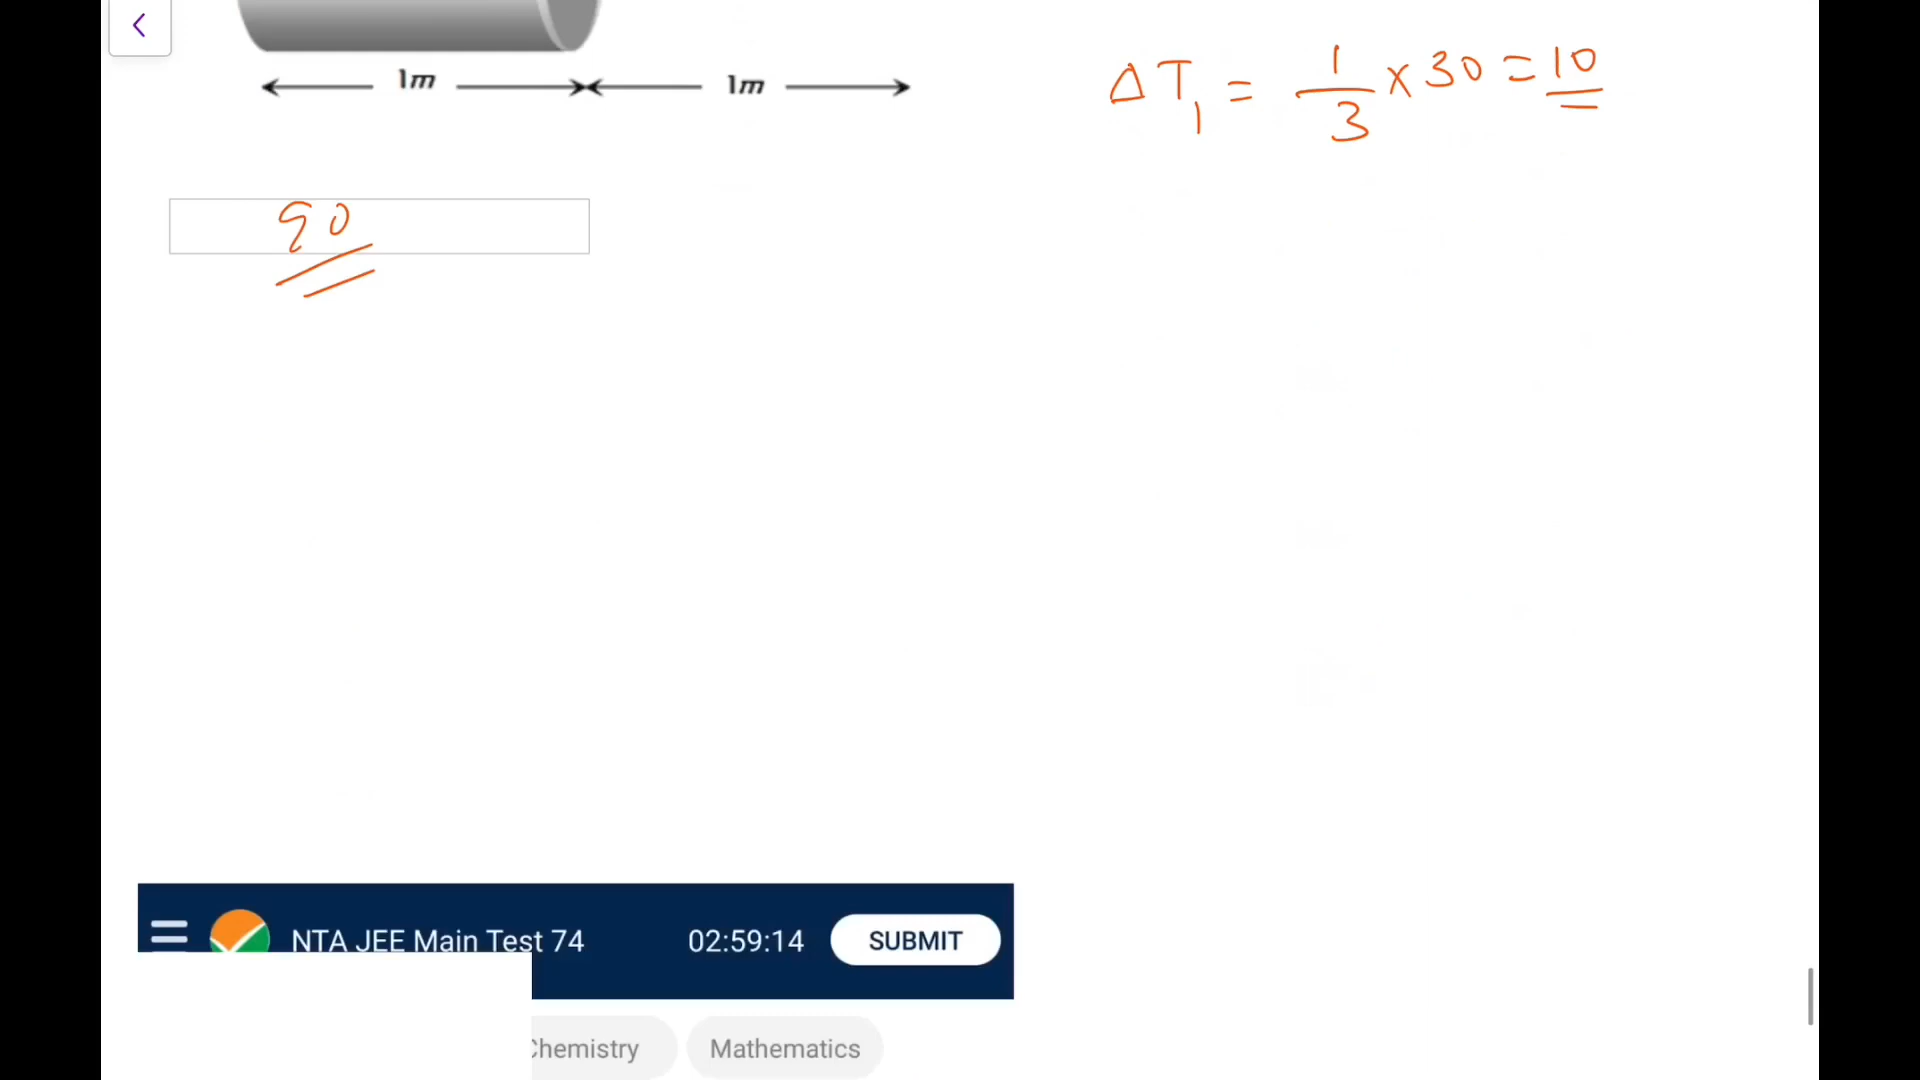 1m 1m
ΔT₁ = 1/3 × 30 = 10
90
NTA JEE Main Test 74 02:59:14 SUBMIT
Chemistry Mathematics